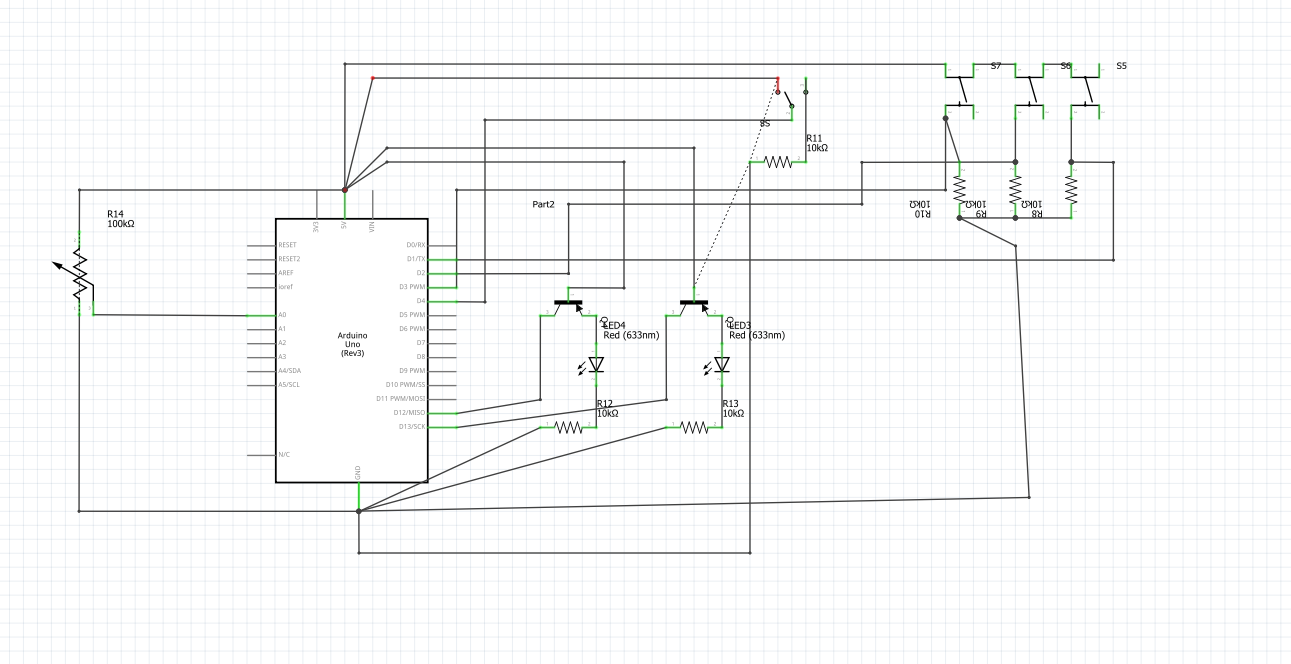 S7
S6
S5
SS
R11
10kΩ
R14
100kΩ
Part2
R10
10kΩ
R9
10kΩ
R8
10kΩ
3V3
5V
VIN
RESET
RESET2
AREF
ioref
A0
A1
A2
A3
A4/SDA
A5/SCL
N/C
Arduino
Uno
(Rev3)
D0/RX
D1/TX
D2
D3 PWM
D4
D5 PWM
D6 PWM
D7
D8
D9 PWM
D10 PWM/SS
D11 PWM/MOSI
D12/MISO
D13/SCK
GND
LED4
Red (633nm)
LED3
Red (633nm)
R12
10kΩ
R13
10kΩ